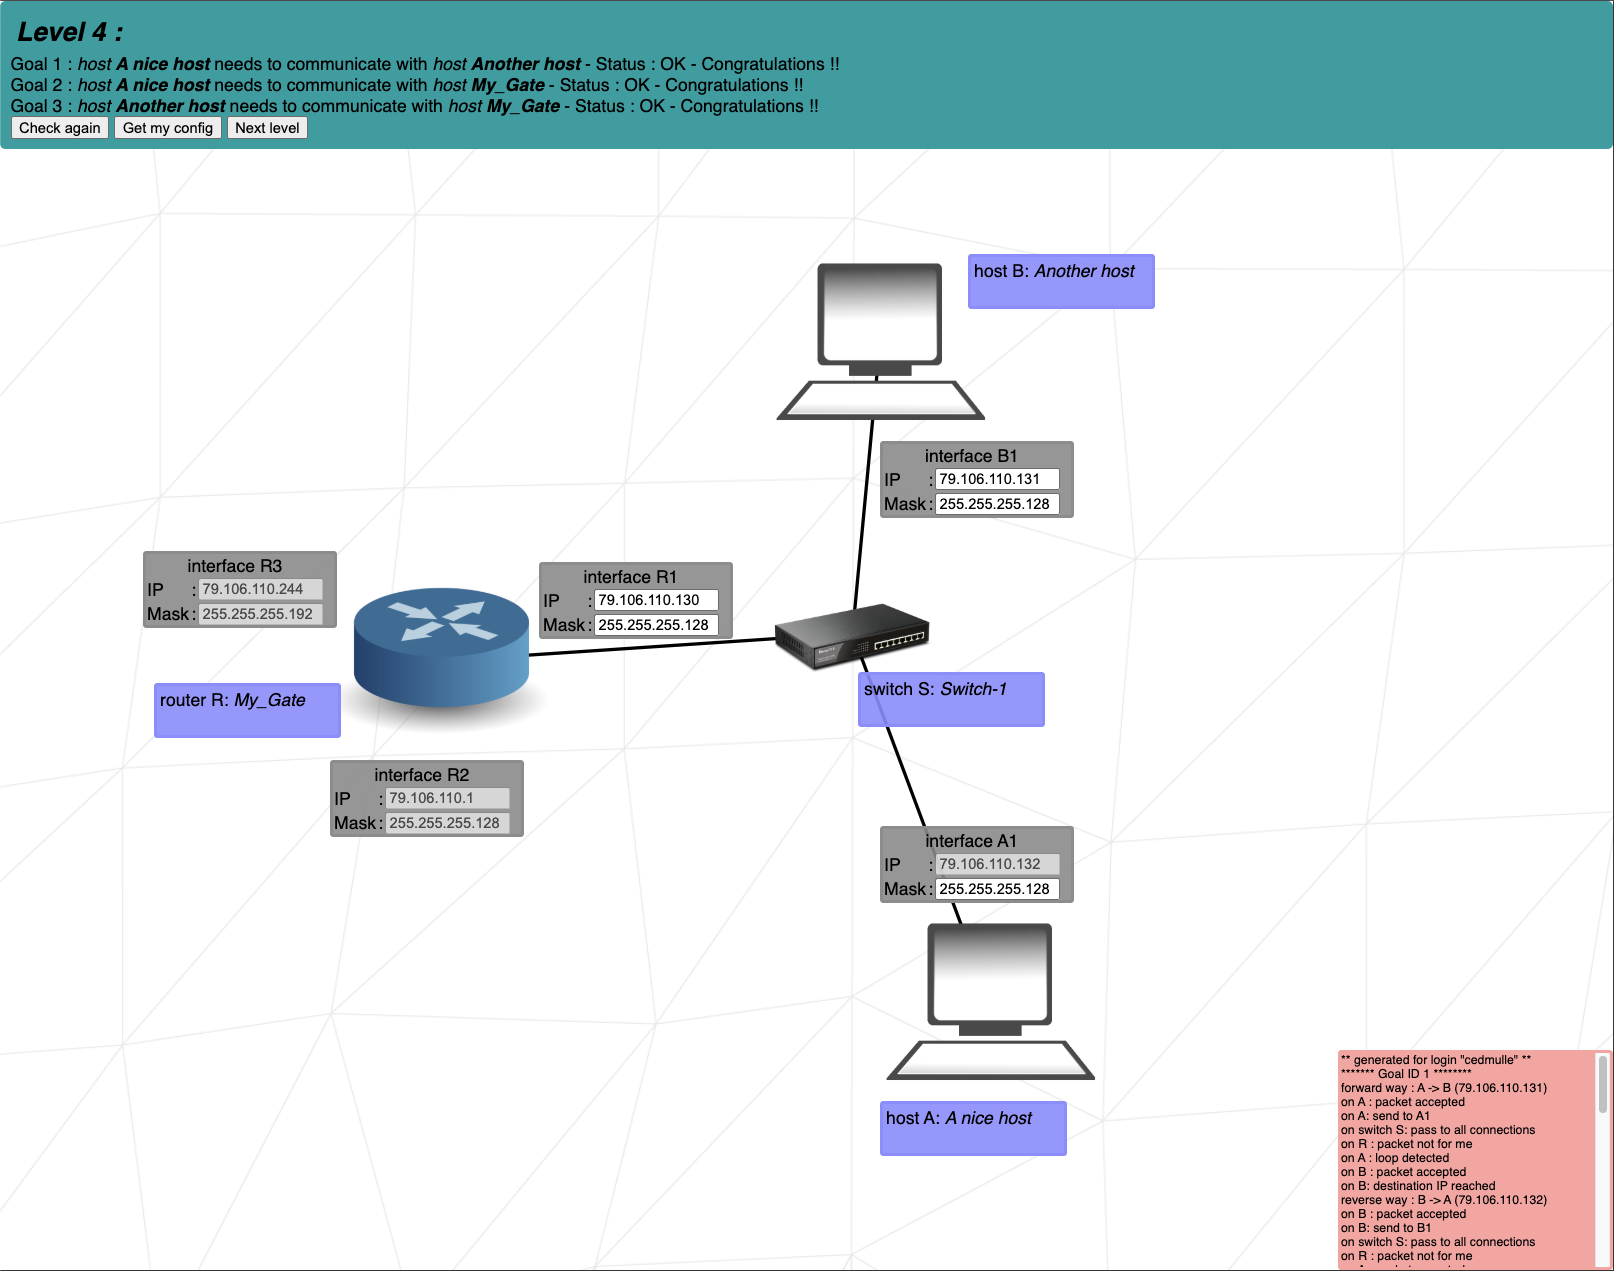 Level 4 :
Goal 1 : host A nice host needs to communicate with host Another host - Status : OK - Congratulations !!
Goal 2 : host A nice host needs to communicate with host My_Gate - Status : OK - Congratulations !!
Goal 3 : host Another host needs to communicate with host My_Gate - Status : OK - Congratulations !!
Check again Get my config Next level
host B: Another host
interface B1
IP : 79.106.110.131
Mask : 255.255.255.128
interface R3
IP : 79.106.110.244
Mask : 255.255.255.192
interface R1
IP : 79.106.110.130
Mask : 255.255.255.128
router R: My_Gate
switch S: Switch-1
interface R2
IP : 79.106.110.1
Mask : 255.255.255.128
interface A1
IP : 79.106.110.132
Mask : 255.255.255.128
host A: A nice host
** generated for login "cedmulle" **
******* Goal ID 1 ********
forward way : A -> B (79.106.110.131)
on A : packet accepted
on A: send to A1
on switch S: pass to all connections
on R : packet not for me
on A : loop detected
on B : packet accepted
on B: destination IP reached
reverse way : B -> A (79.106.110.132)
on B : packet accepted
on B: send to B1
on switch S: pass to all connections
on R : packet not for me